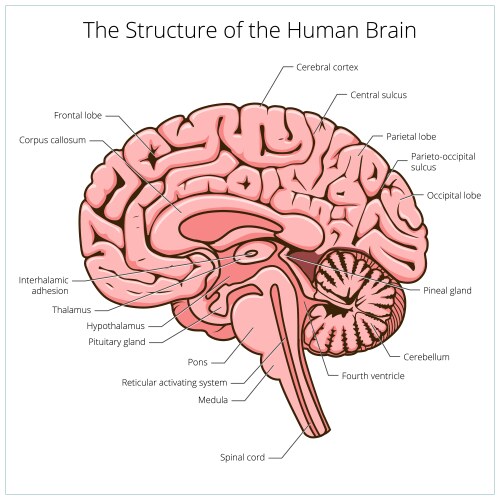 The Structure of the Human Brain
Cerebral cortex
Central sulcus
Frontal lobe
Parietal lobe
Corpus callosum
Parieto-occipital
sulcus
Occipital lobe
Interhalamic
adhesion
Pineal gland
Thalamus
Hypothalamus
Pituitary gland
Cerebellum
Pons
Fourth ventricle
Reticular activating system
Medula
Spinal cord